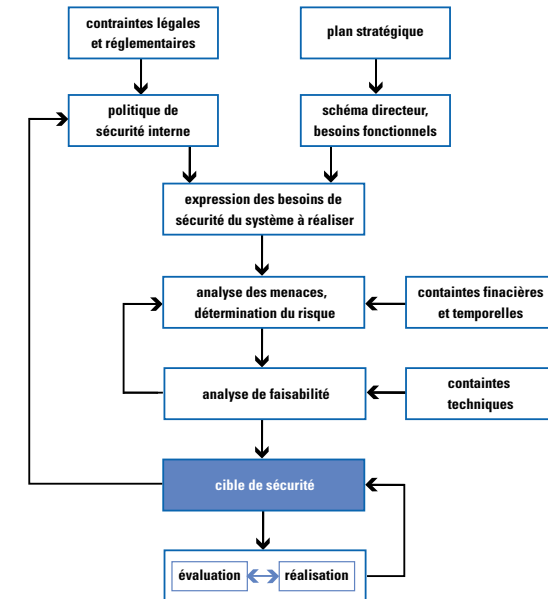 contraintes légales
et réglementaires
plan stratégique
politique de
sécurité interne
schéma directeur,
besoins fonctionnels
expression des besoins de
sécurité du système à réaliser
analyse des menaces,
détermination du risque
containtes finacières
et temporelles
analyse de faisabilité
containtes
techniques
cible de sécurité
évaluation
réalisation